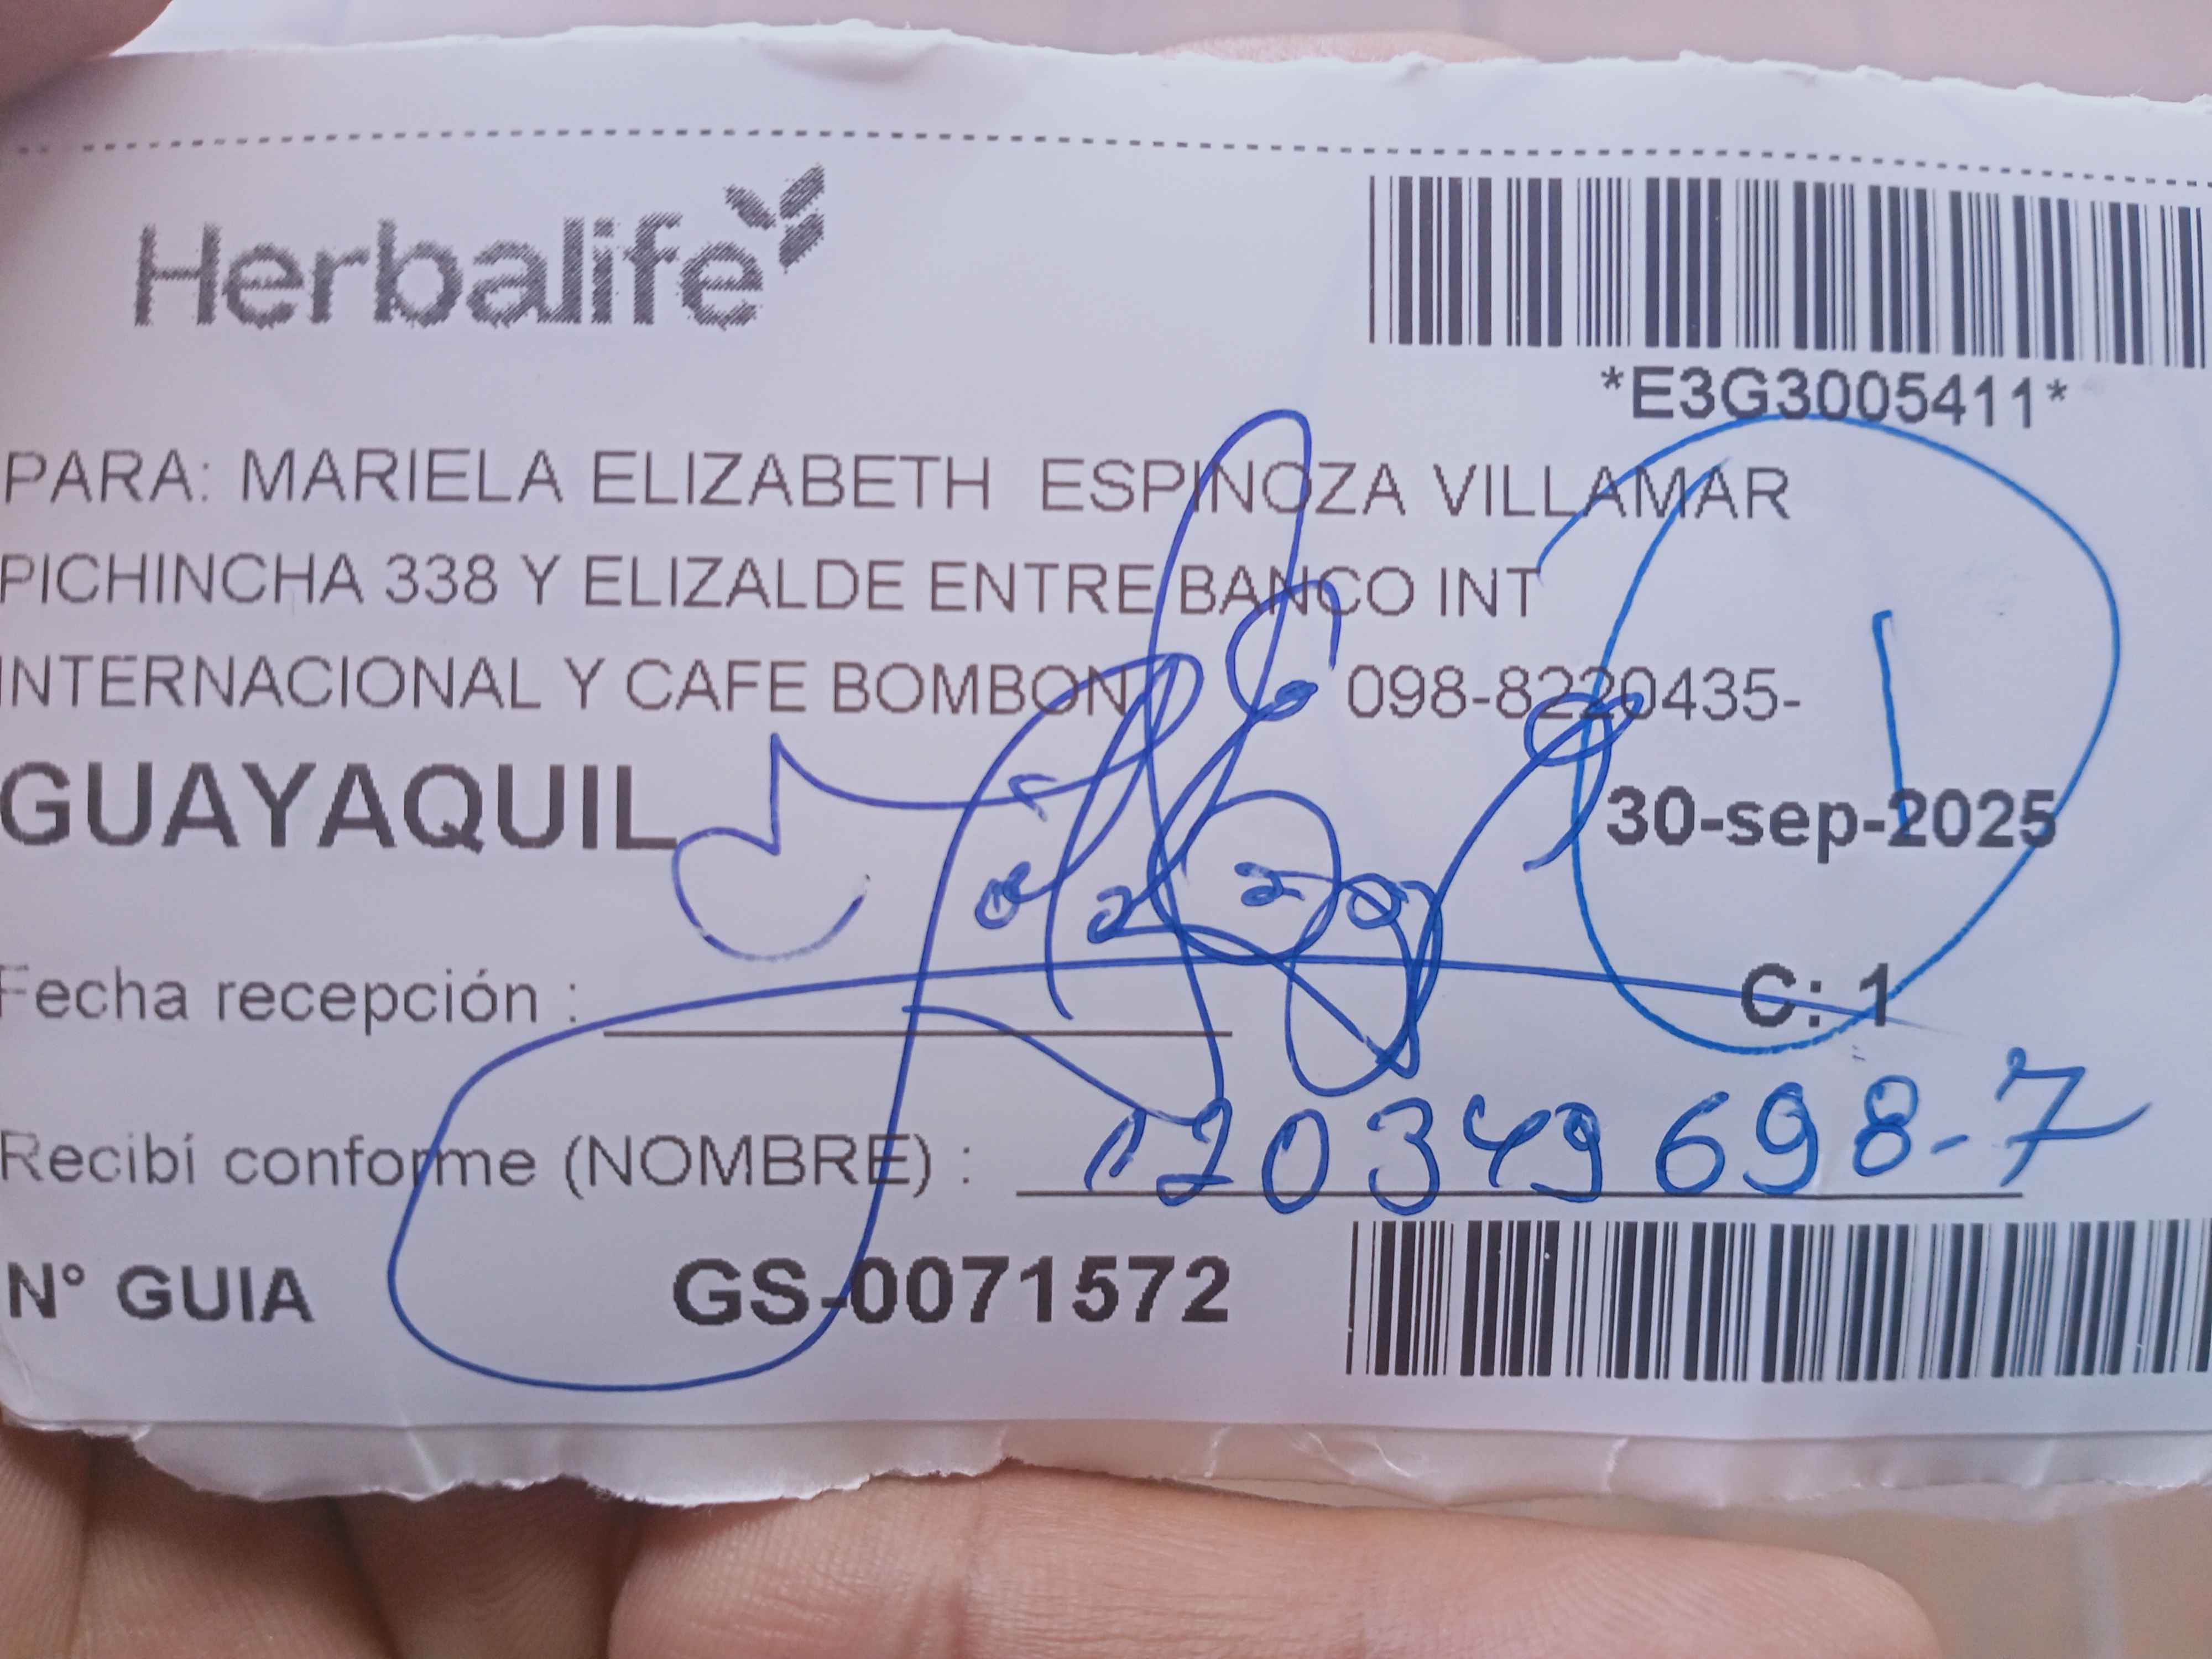 Herbalife
*E3G3005411*
PARA: MARIELA ELIZABETH ESPINOZA VILLAMAR
PICHINCHA 338 Y ELIZALDE ENTRE BANCO INT
INTERNACIONAL Y CAFE BOMBON 098-8220435-
GUAYAQUIL
30-sep-2025
Fecha recepción :
C: 1
Recibí conforme (NOMBRE) : 120349698-7
N° GUIA GS-0071572